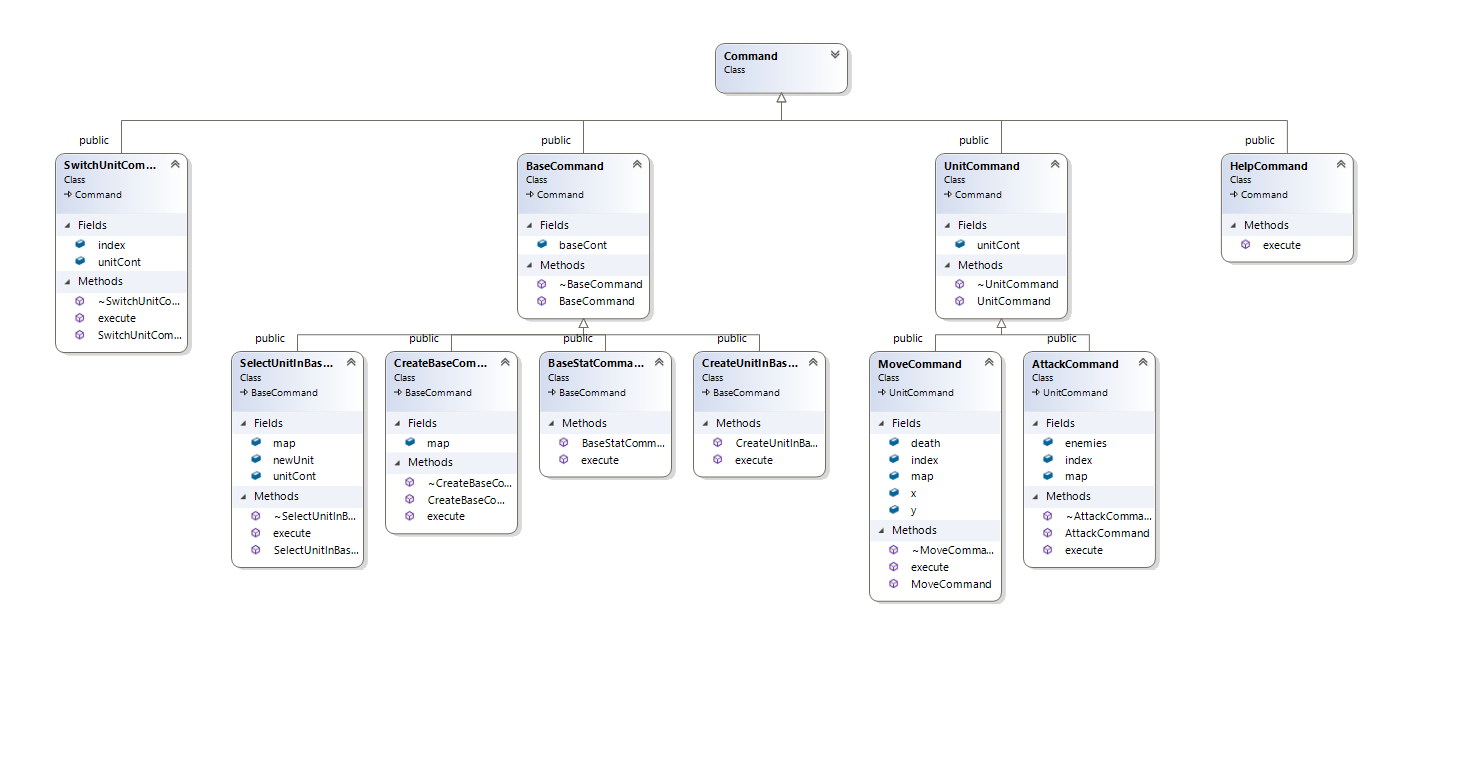 Command
Class
public
public
public
public
SwitchUnitCom...
Class
Command
Fields
index
unitCont
Methods
~SwitchUnitCo...
execute
SwitchUnitCom...
BaseCommand
Class
Command
Fields
baseCont
Methods
~BaseCommand
BaseCommand
UnitCommand
Class
Command
Fields
unitCont
Methods
~UnitCommand
UnitCommand
HelpCommand
Class
Command
Methods
execute
public
public
public
public
public
public
SelectUnitInBas...
Class
BaseCommand
Fields
map
newUnit
unitCont
Methods
~SelectUnitInB...
execute
SelectUnitInBas...
CreateBaseCom...
Class
BaseCommand
Fields
map
Methods
~CreateBaseCo...
CreateBaseCo...
execute
BaseStatComma...
Class
BaseCommand
Methods
BaseStatComm...
execute
CreateUnitInBas...
Class
BaseCommand
Methods
CreateUnitInBa...
execute
MoveCommand
Class
UnitCommand
Fields
death
index
map
x
y
Methods
~MoveComma...
execute
MoveCommand
AttackCommand
Class
UnitCommand
Fields
enemies
index
map
Methods
~AttackComma...
AttackCommand
execute